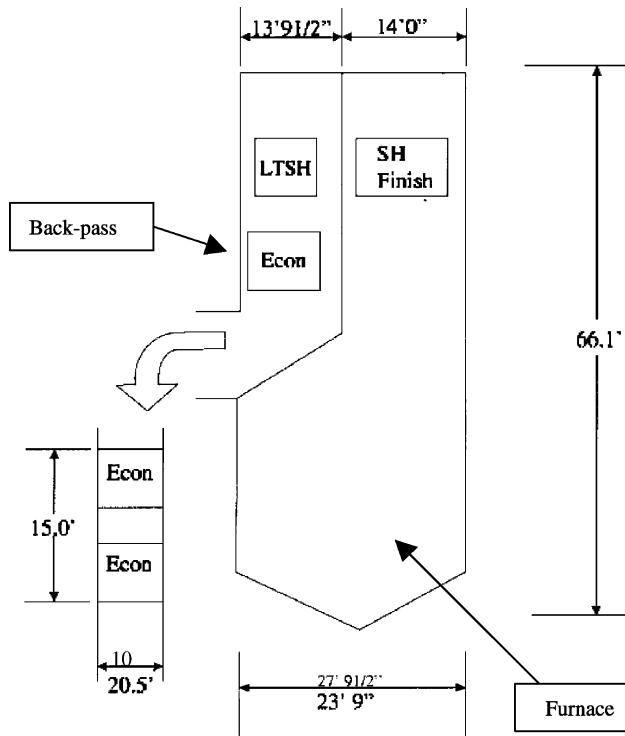 13'91/2" 14'0"
LTSH
SH
Finish
Back-pass
Econ
66.1'
Econ
15.0'
Econ
10
20.5'
27' 91/2"
23' 9"
Furnace